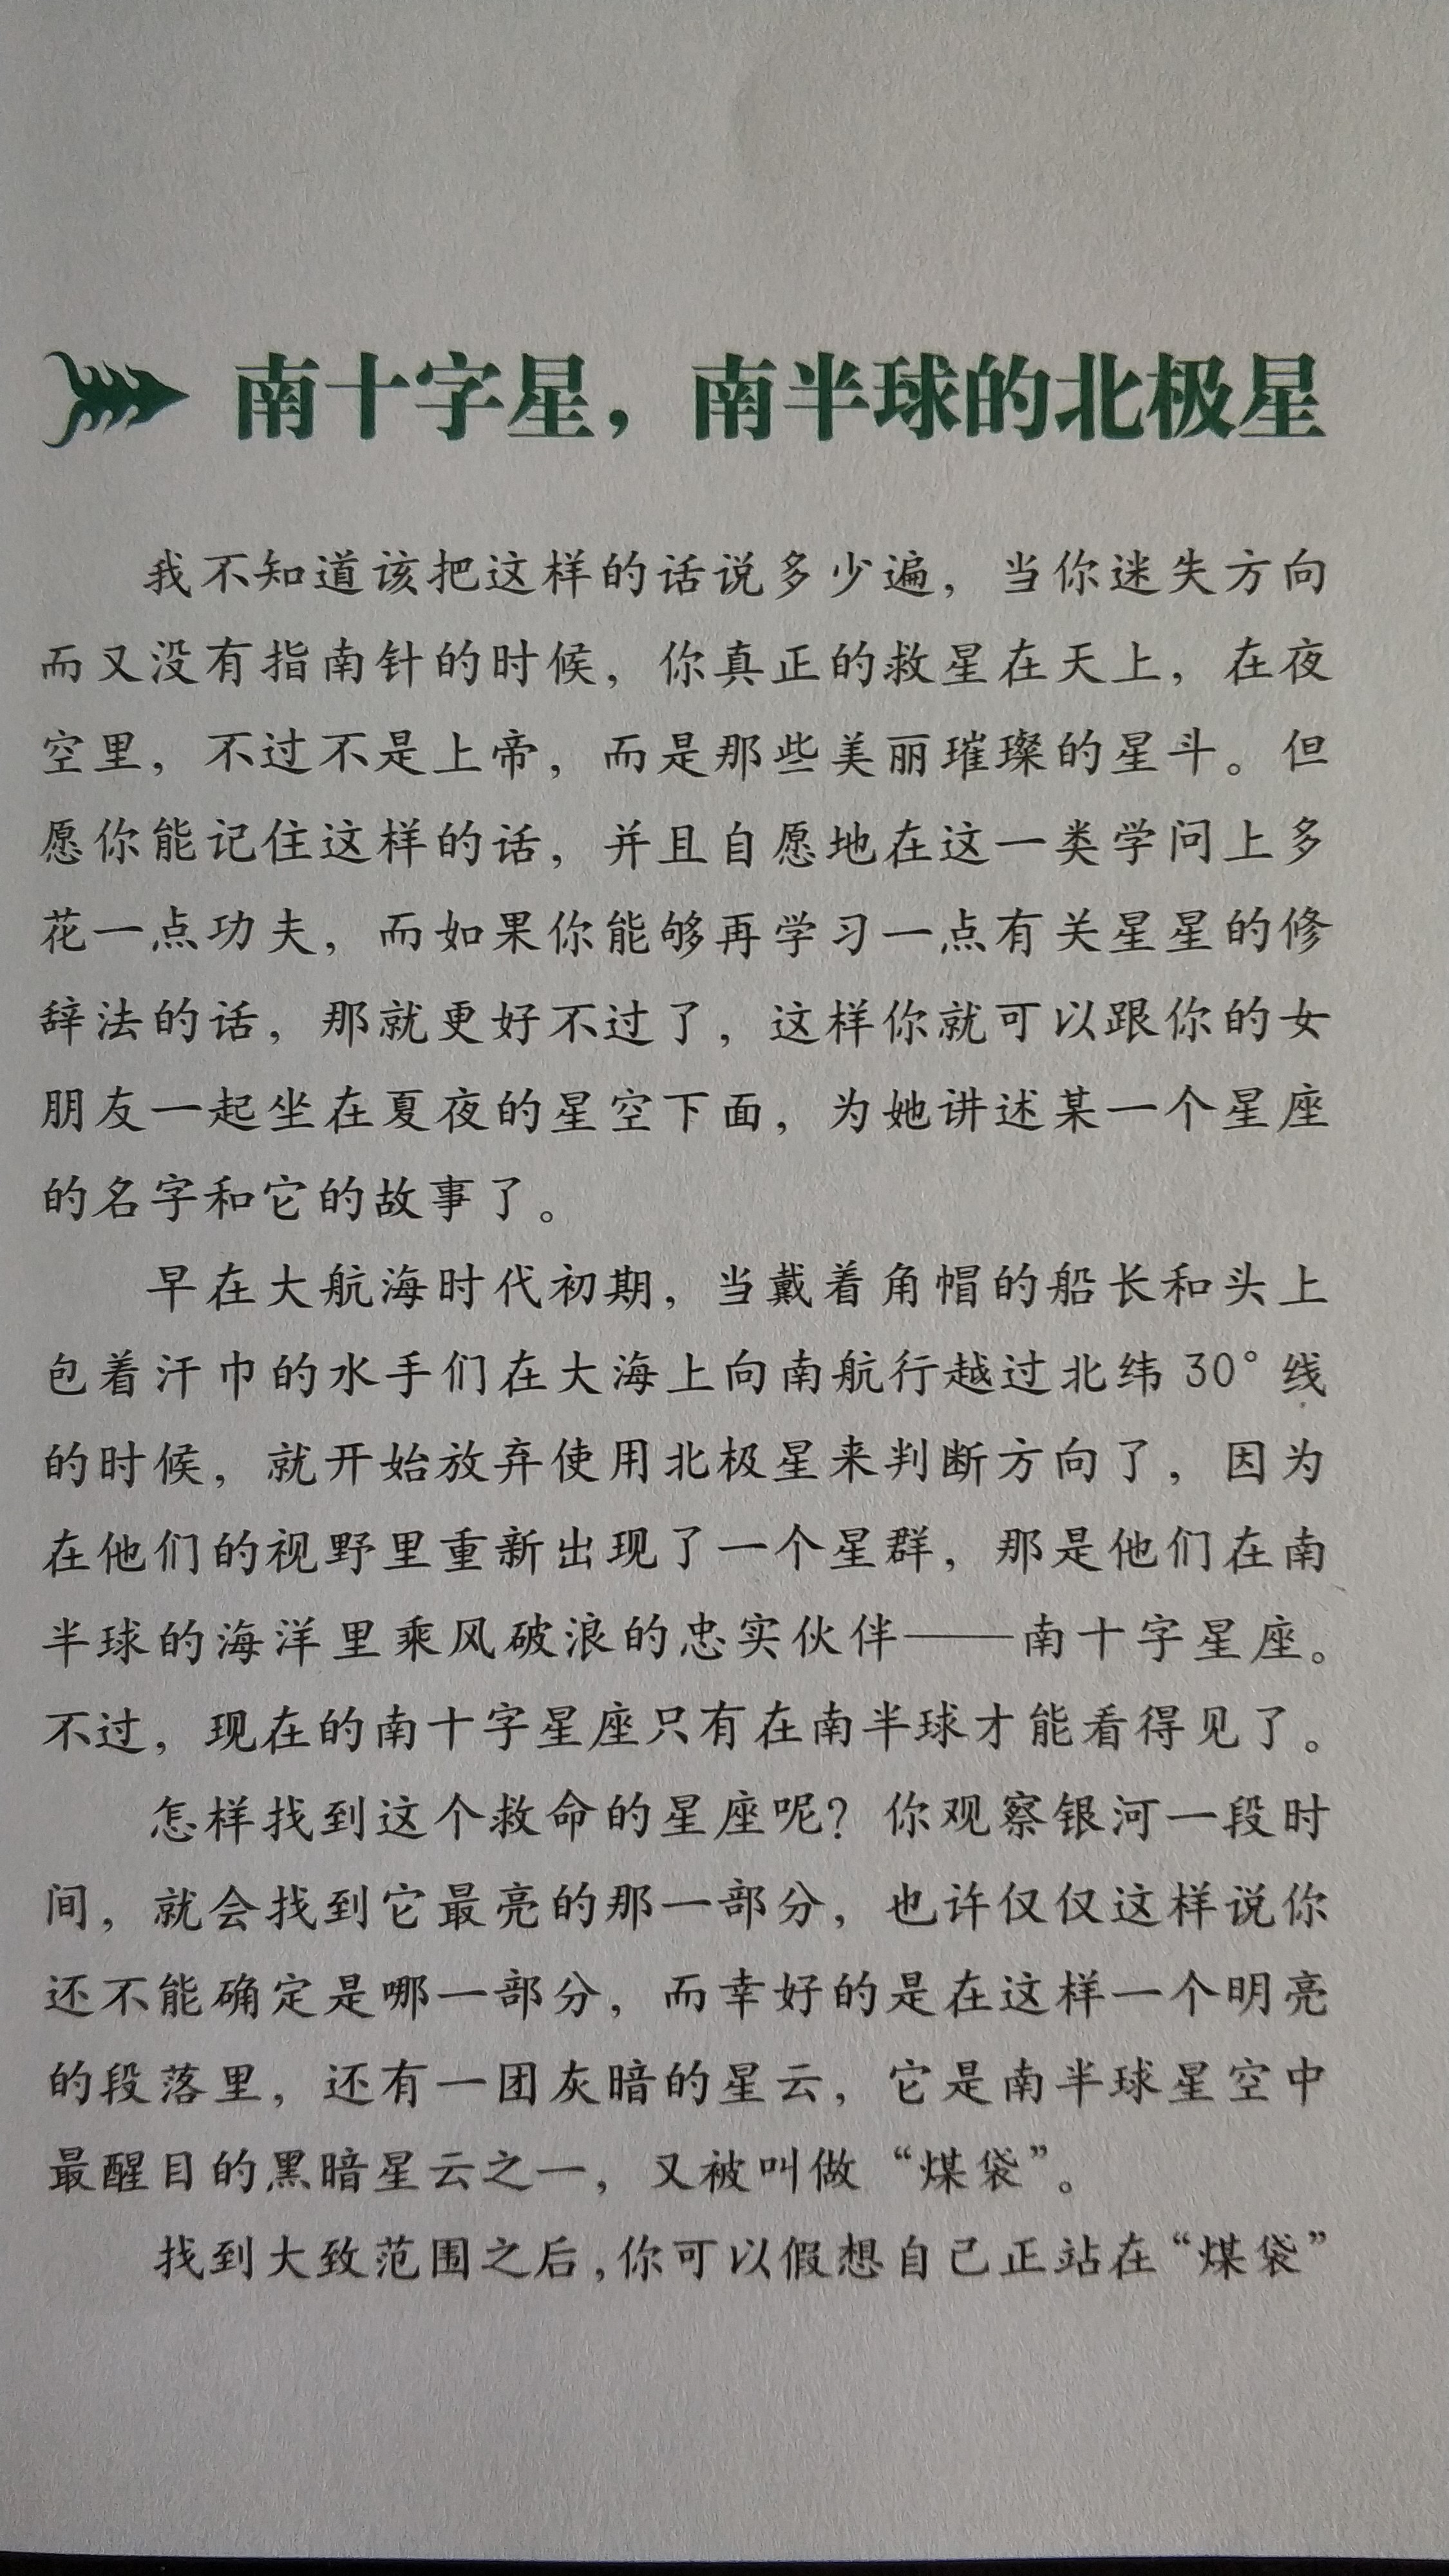 南十字星，南半球的北极星
我不知道该把这样的话说多少遍，当你迷失方向
而又没有指南针的时候，你真正的救星在天上，在夜
空里，不过不是上帝，而是那些美丽璀璨的星斗。但
愿你能记住这样的话，并且自愿地在这一类学问上多
花一点功夫，而如果你能够再学习一点有关星星的修
辞法的话，那就更好不过了，这样你就可以跟你的女
朋友一起坐在夏夜的星空下面，为她讲述某一个星座
的名字和它的故事了。
早在大航海时代初期，当戴着角帽的船长和头上
包着汗巾的水手们在大海上向南航行越过北纬 30° 线
的时候，就开始放弃使用北极星来判断方向了，因为
在他们的视野里重新出现了一个星群，那是他们在南
半球的海洋里乘风破浪的忠实伙伴——南十字星座。
不过，现在的南十字星座只有在南半球才能看得见了。
怎样找到这个救命的星座呢？你观察银河一段时
间，就会找到它最亮的那一部分，也许仅仅这样说你
还不能确定是哪一部分，而幸好的是在这样一个明亮
的段落里，还有一团灰暗的星云，它是南半球星空中
最醒目的黑暗星云之一，又被叫做“煤袋”。
找到大致范围之后，你可以假想自己正站在“煤袋”